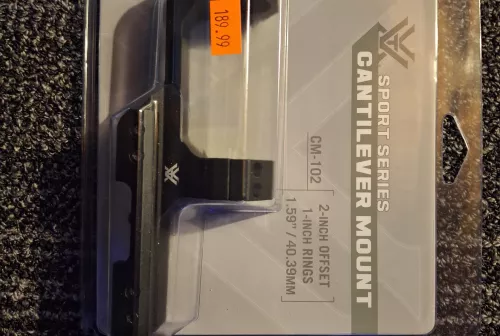 189.99
SPORT SERIES
CANTILEVER MOUNT
CM-102
2-INCH OFFSET
1-INCH RINGS
1.59" / 40.39MM